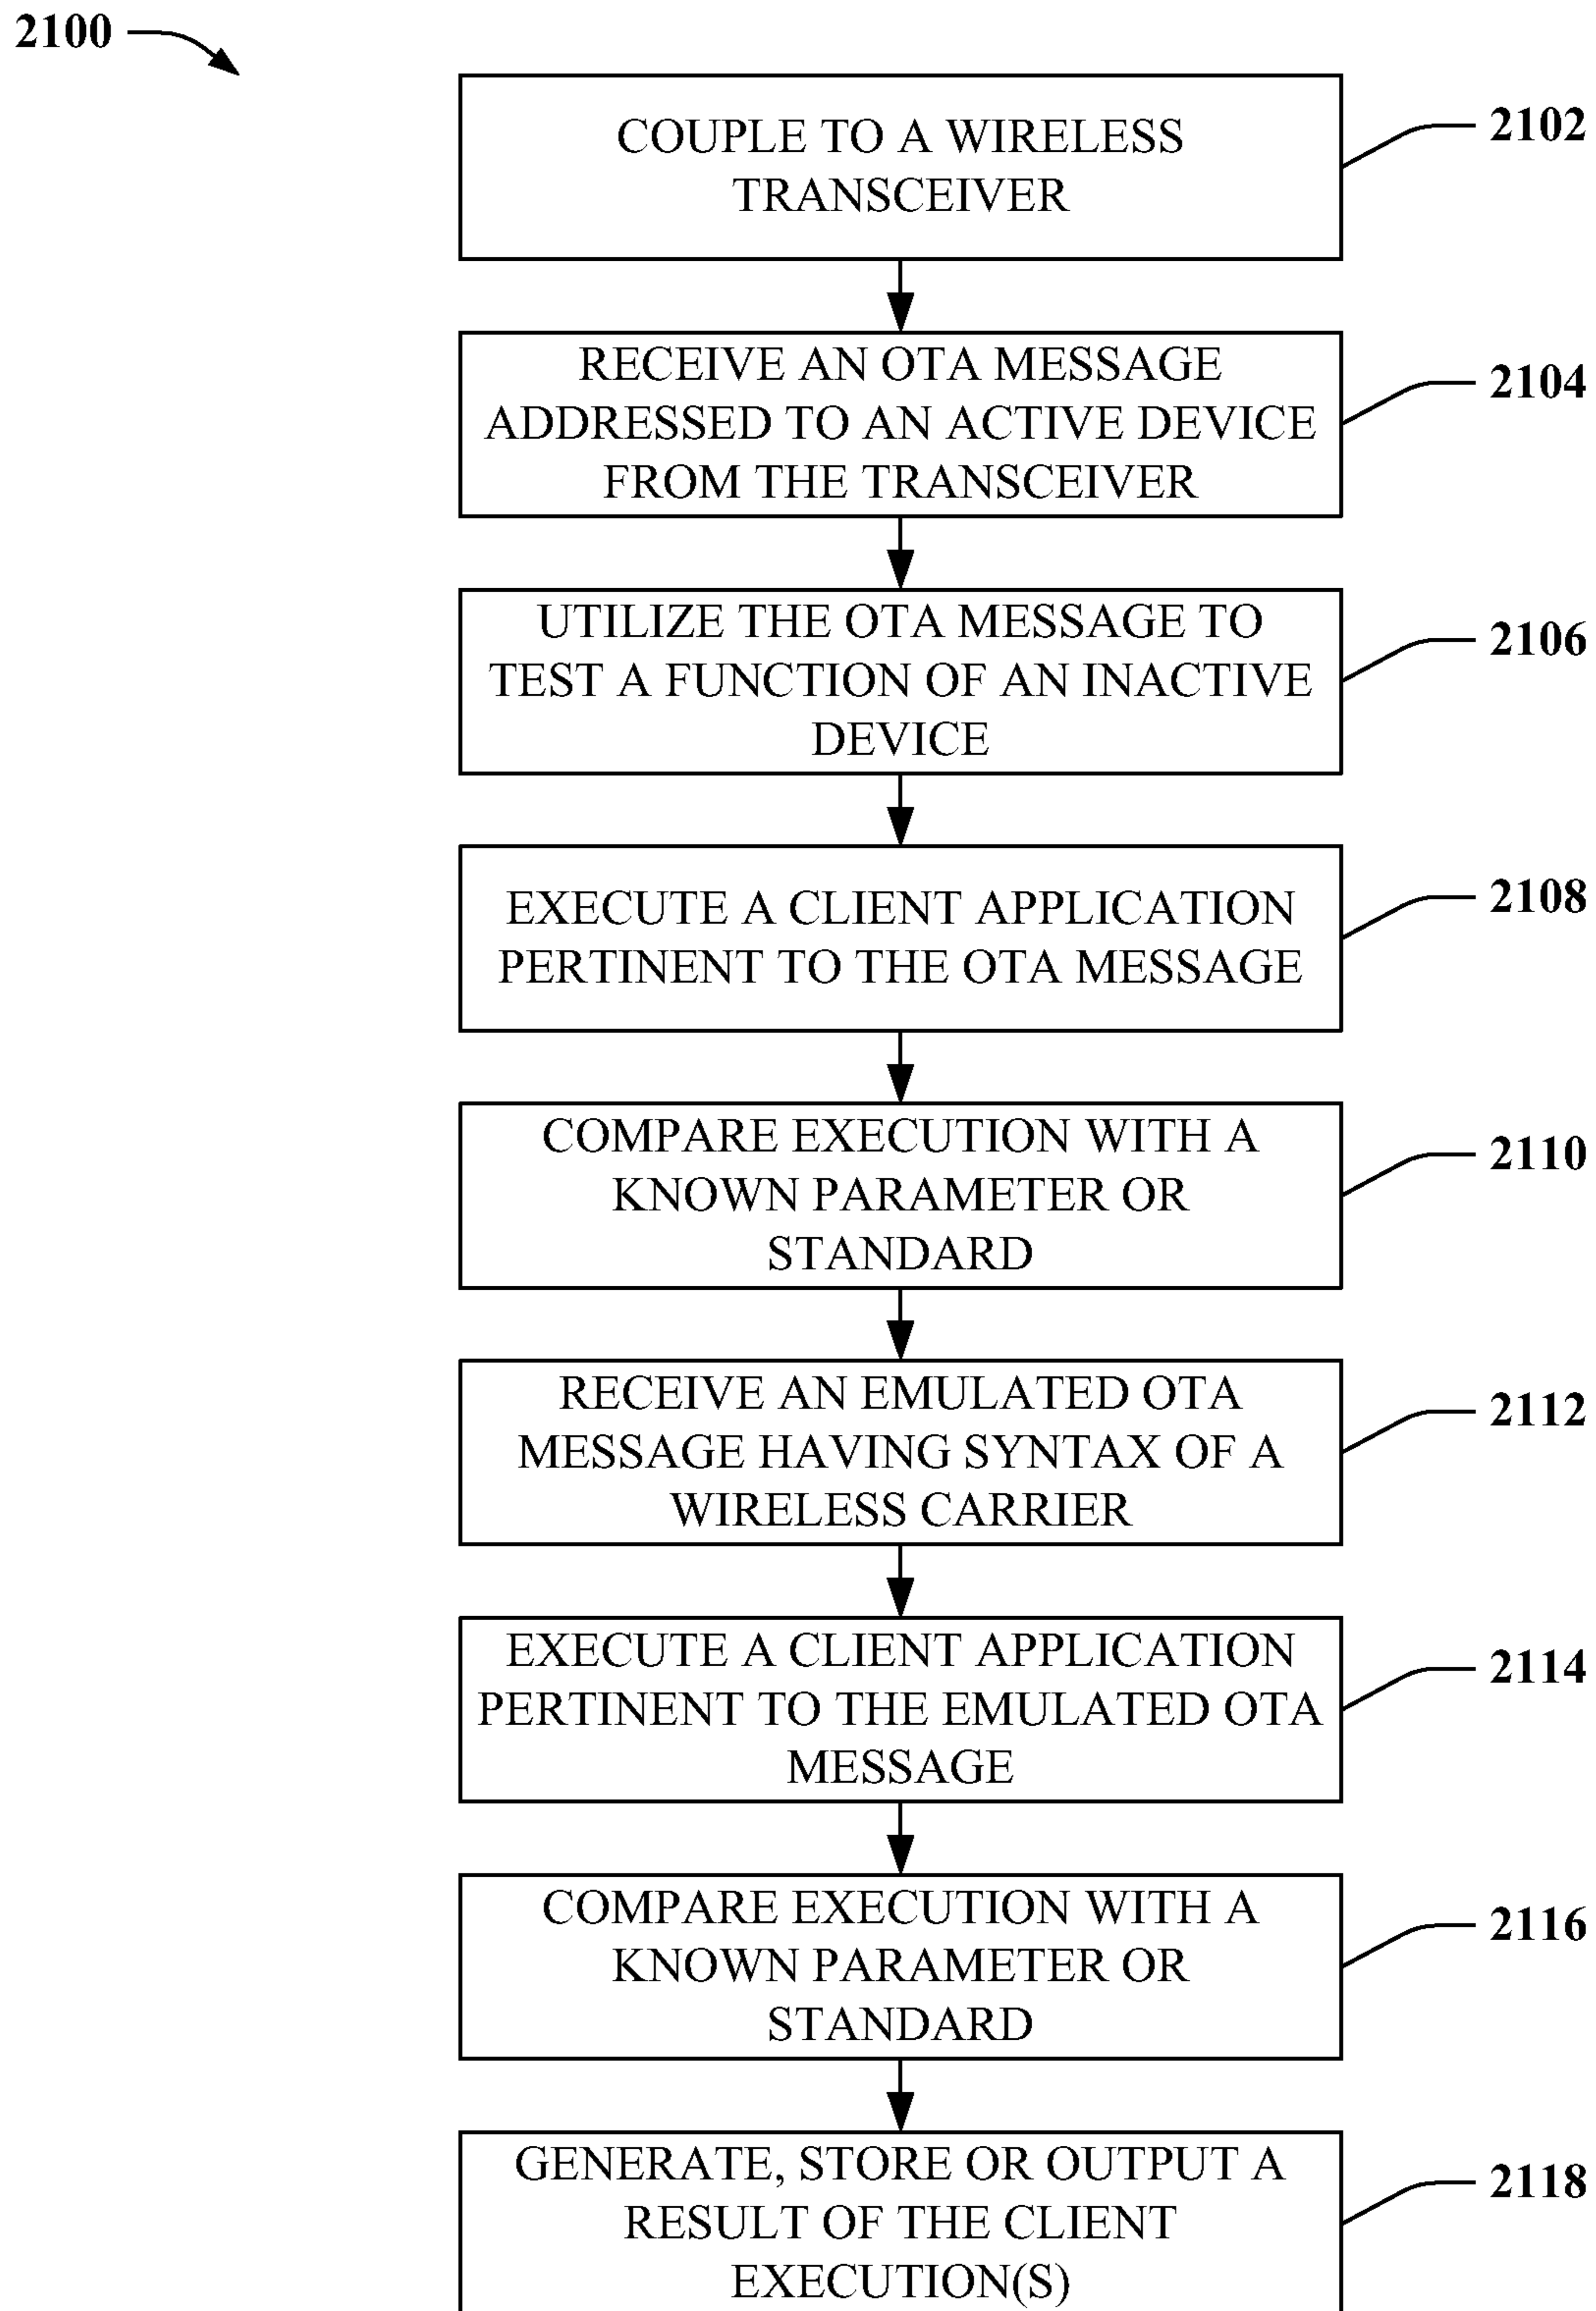 2100
COUPLE TO A WIRELESS
TRANSCEIVER
2102
RECEIVE AN OTA MESSAGE
ADDRESSED TO AN ACTIVE DEVICE
FROM THE TRANSCEIVER
2104
UTILIZE THE OTA MESSAGE TO
TEST A FUNCTION OF AN INACTIVE
DEVICE
2106
EXECUTE A CLIENT APPLICATION
PERTINENT TO THE OTA MESSAGE
2108
COMPARE EXECUTION WITH A
KNOWN PARAMETER OR
STANDARD
2110
RECEIVE AN EMULATED OTA
MESSAGE HAVING SYNTAX OF A
WIRELESS CARRIER
2112
EXECUTE A CLIENT APPLICATION
PERTINENT TO THE EMULATED OTA
MESSAGE
2114
COMPARE EXECUTION WITH A
KNOWN PARAMETER OR
STANDARD
2116
GENERATE, STORE OR OUTPUT A
RESULT OF THE CLIENT
EXECUTION(S)
2118